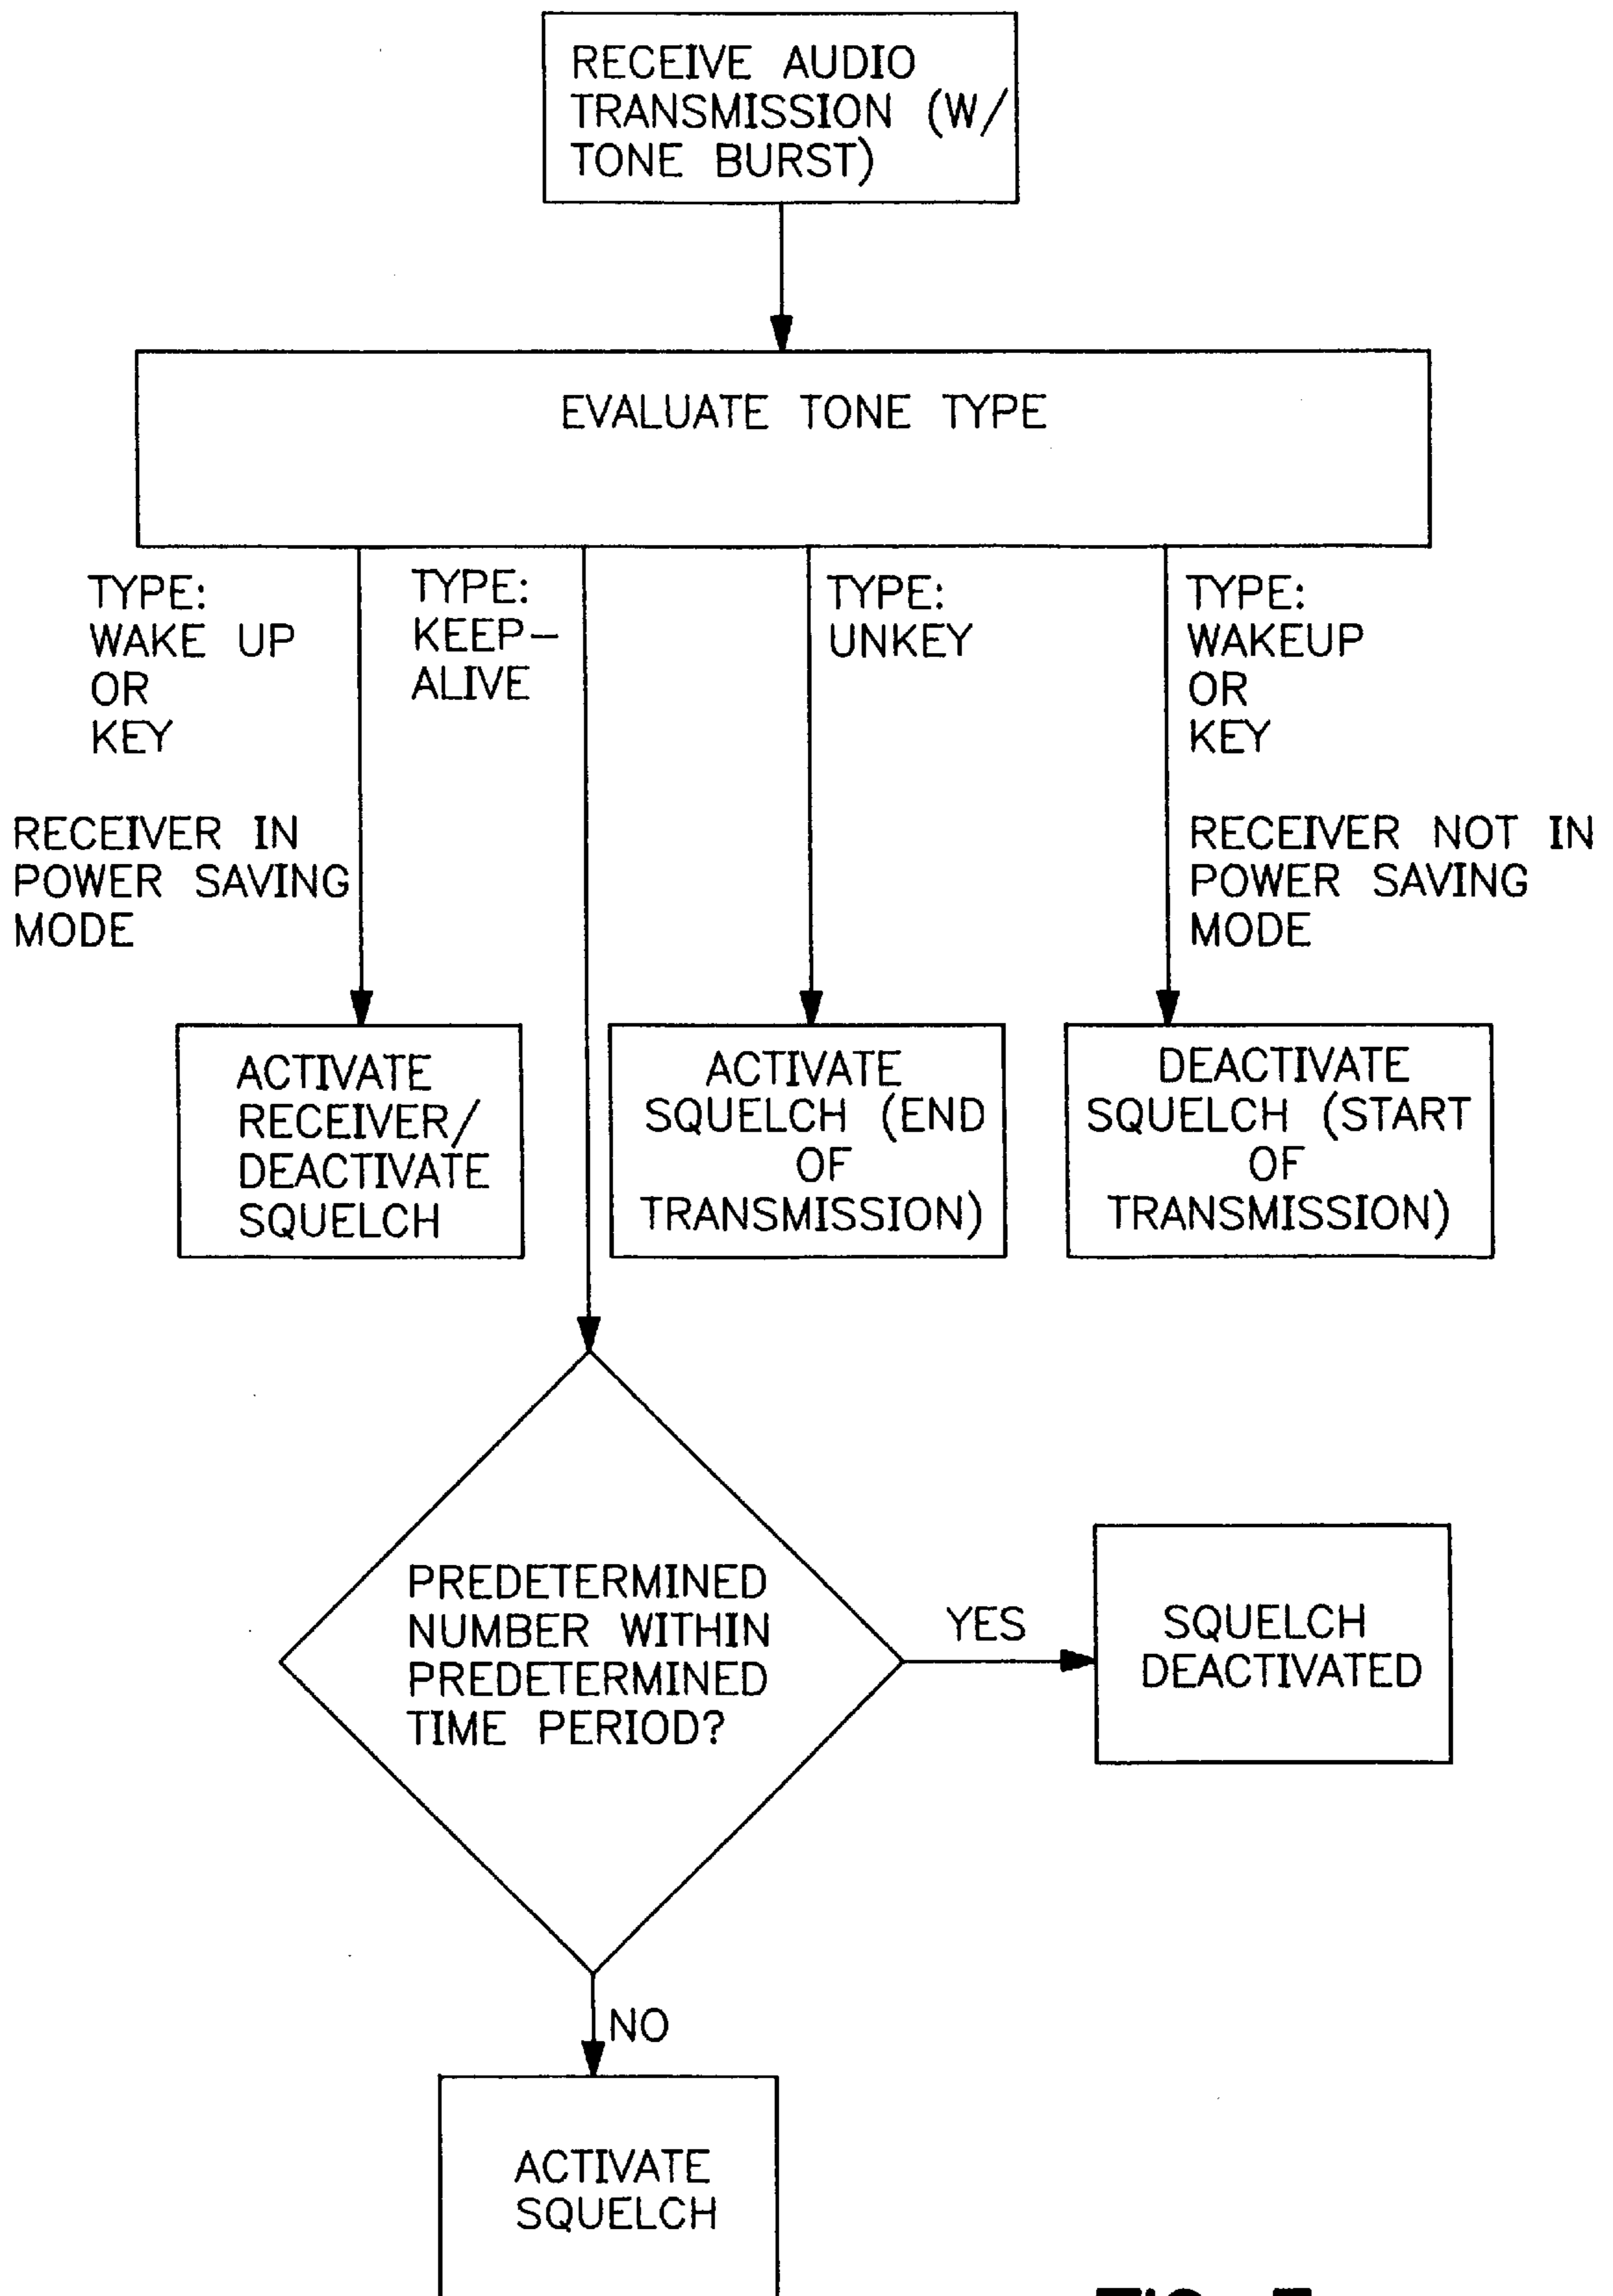 RECEIVE AUDIO
TRANSMISSION (W/
TONE BURST)
EVALUATE TONE TYPE
TYPE:
WAKE UP
OR
KEY
RECEIVER IN
POWER SAVING
MODE
TYPE:
KEEP-
ALIVE
TYPE:
UNKEY
TYPE:
WAKEUP
OR
KEY
RECEIVER NOT IN
POWER SAVING
MODE
ACTIVATE
RECEIVER/
DEACTIVATE
SQUELCH
ACTIVATE
SQUELCH (END
OF
TRANSMISSION)
DEACTIVATE
SQUELCH (START
OF
TRANSMISSION)
PREDETERMINED
NUMBER WITHIN
PREDETERMINED
TIME PERIOD?
YES
SQUELCH
DEACTIVATED
NO
ACTIVATE
SQUELCH